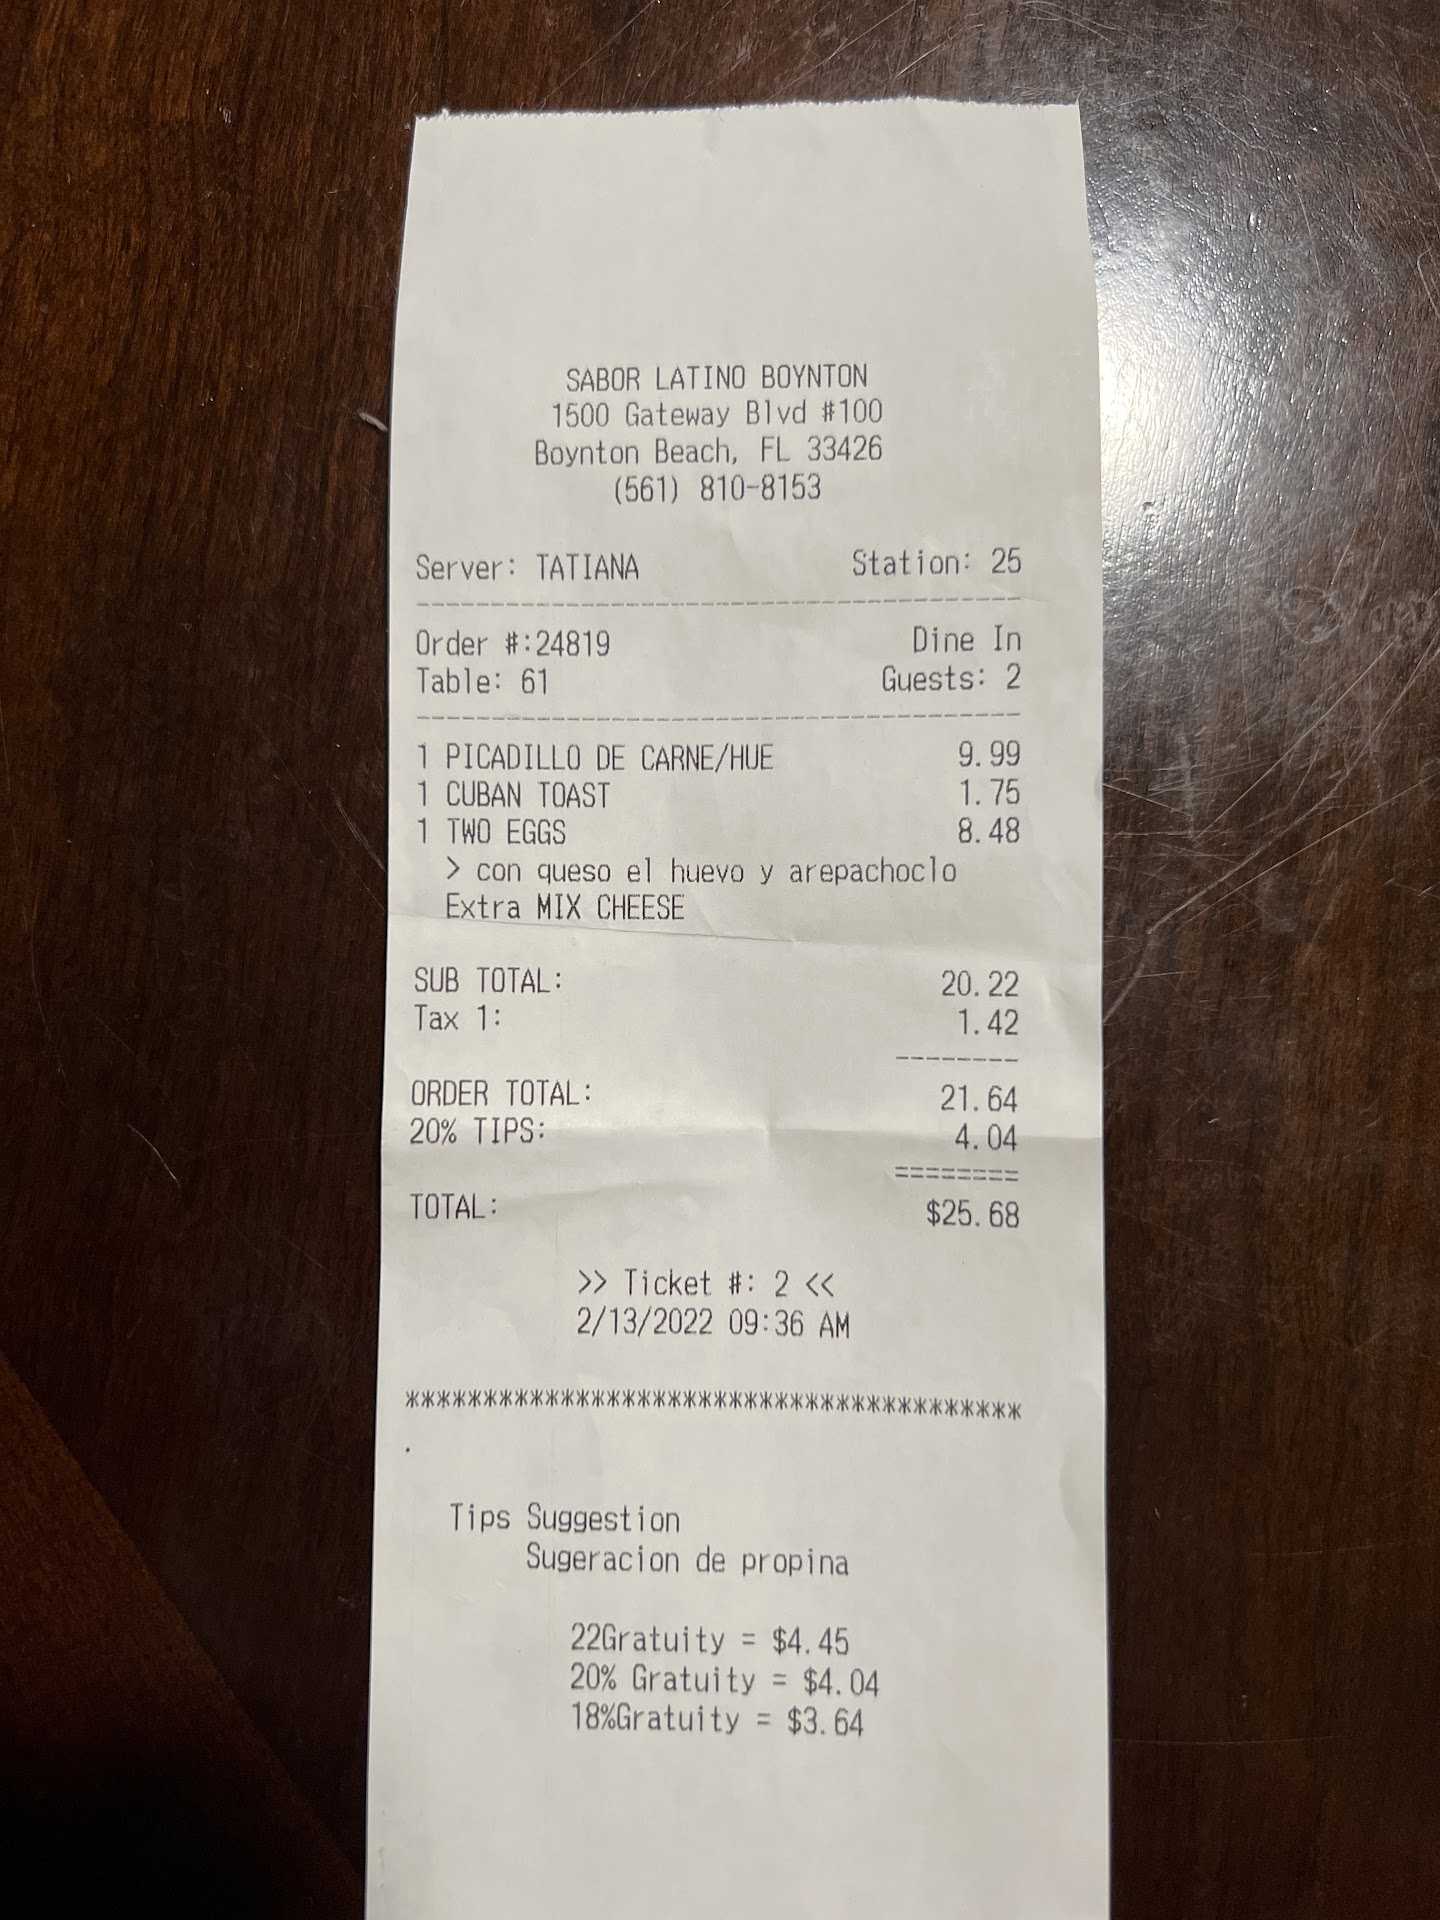 SABOR LATINO BOYNTON
1500 Gateway Blvd #100
Boynton Beach, FL 33426
(561) 810-8153
Server: TATIANA Station: 25
----------------------------------------
Order #:24819 Dine In
Table: 61 Guests: 2
----------------------------------------
1 PICADILLO DE CARNE/HUE 9.99
1 CUBAN TOAST 1.75
1 TWO EGGS 8.48
> con queso el huevo y arepachoclo
Extra MIX CHEESE
SUB TOTAL: 20.22
Tax 1: 1.42
--------
ORDER TOTAL: 21.64
20% TIPS: 4.04
========
TOTAL: $25.68
>> Ticket #: 2 <<
2/13/2022 09:36 AM
****************************************
.
Tips Suggestion
Sugeracion de propina
22Gratuity = $4.45
20% Gratuity = $4.04
18%Gratuity = $3.64